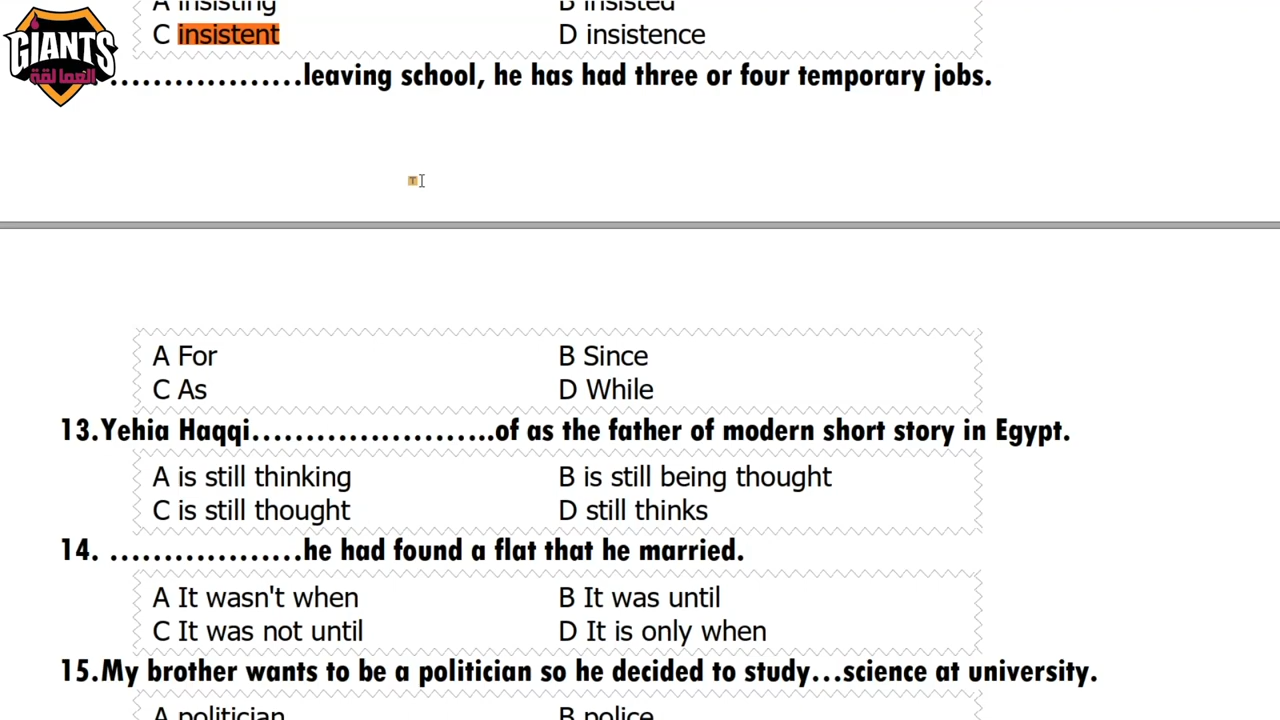 A insisting B insisted
GIANTS
العمالقة
C insistent D insistence
………………..leaving school, he has had three or four temporary jobs.
A For B Since
C As D While
13.Yehia Haqqi……………………..of as the father of modern short story in Egypt.
A is still thinking B is still being thought
C is still thought D still thinks
14. ………………..he had found a flat that he married.
A It wasn't when B It was until
C It was not until D It is only when
15.My brother wants to be a politician so he decided to study…science at university.
A politician B police